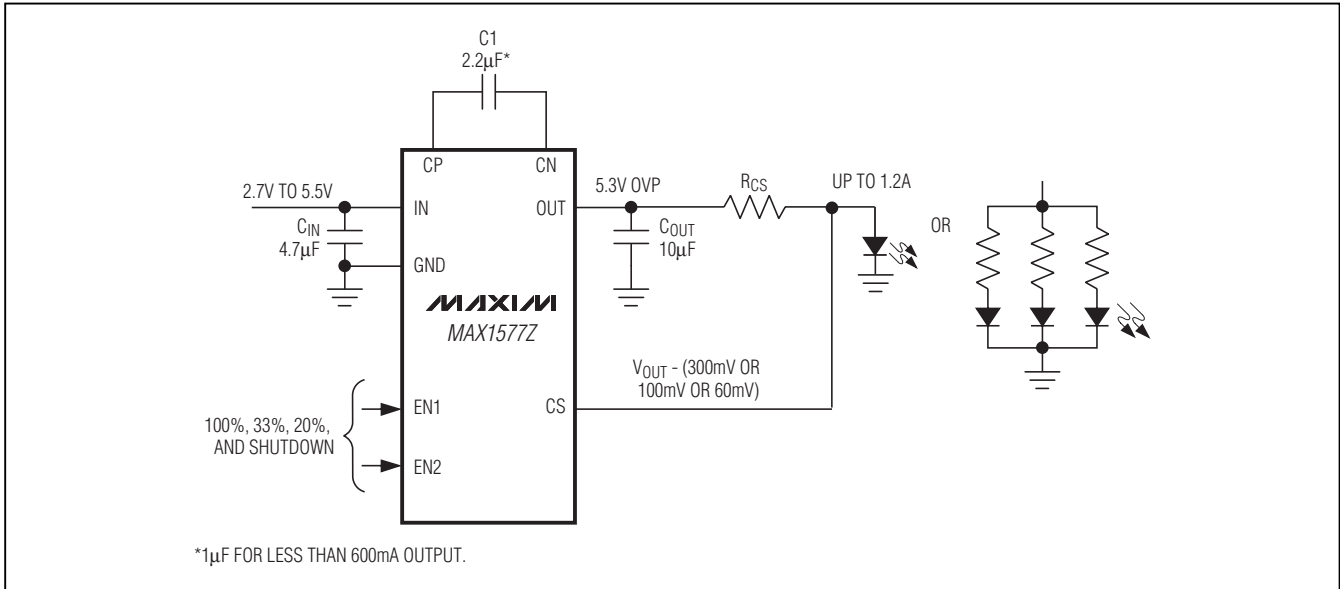 C1
2.2µF*
CP
CN
2.7V TO 5.5V
IN
CIN
4.7µF
GND
5.3V OVP
OUT
COUT
10µF
RCS
UP TO 1.2A
OR
MAXIM
MAX1577Z
VOUT - (300mV OR
100mV OR 60mV)
CS
100%, 33%, 20%,
AND SHUTDOWN
EN1
EN2
*1µF FOR LESS THAN 600mA OUTPUT.